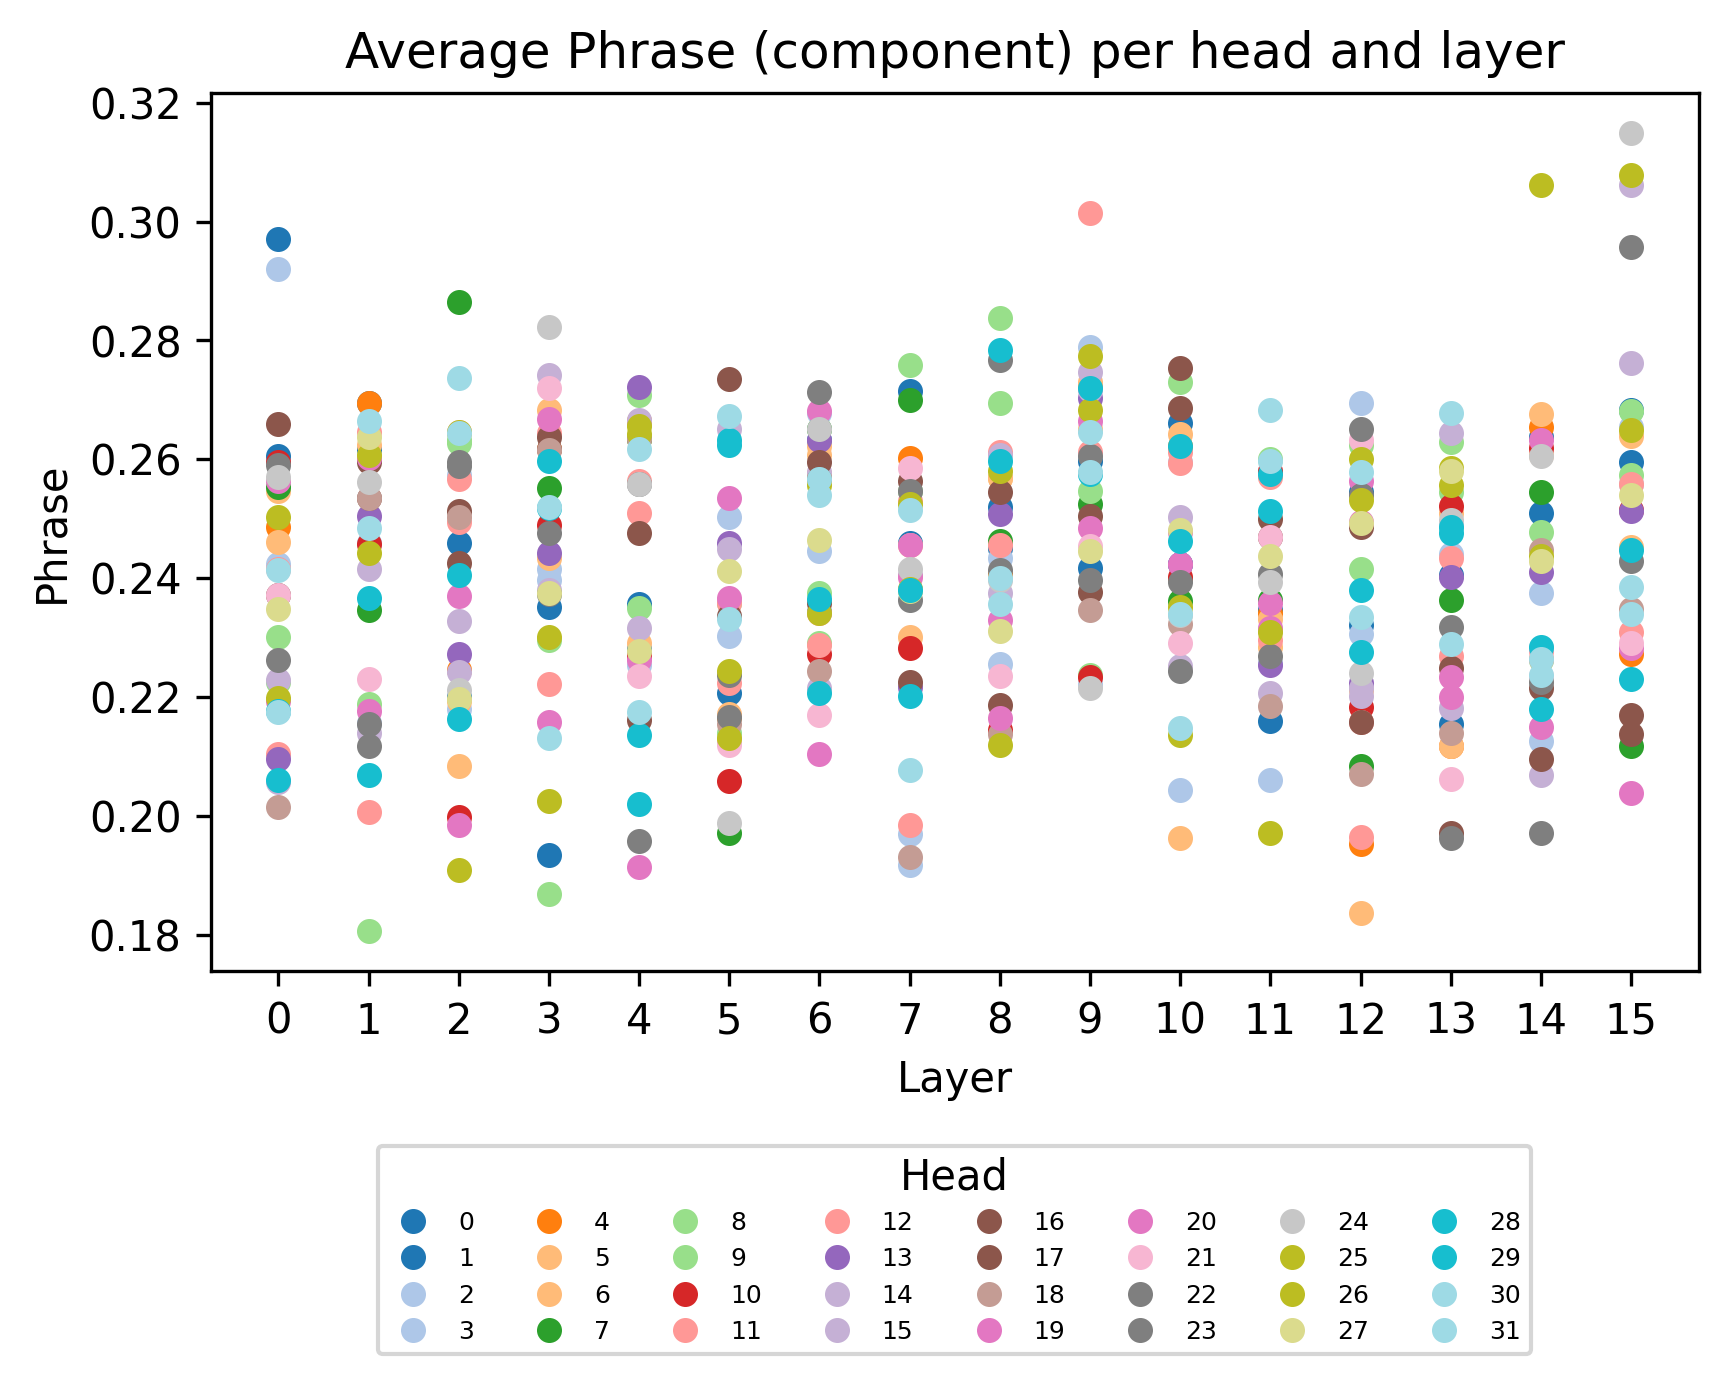 Average Phrase (component) per head and layer
0.32
0.30
0.28
0.26
0.24
0.22
0.20
0.18
Phrase
0 1 2 3 4 5 6 7 8 9 10 11 12 13 14 15
Layer
Head
0 4 8 12 16 20 24 28
1 5 9 13 17 21 25 29
2 6 10 14 18 22 26 30
3 7 11 15 19 23 27 31